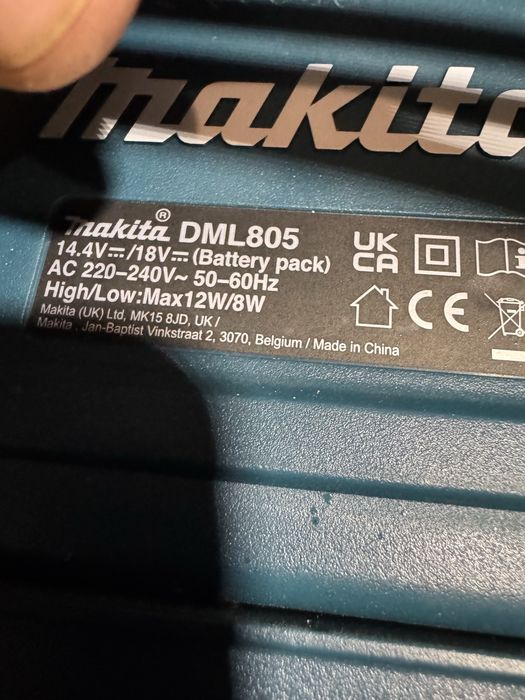 makita
makita® DML805
14.4V⎓/18V⎓(Battery pack)
AC 220–240V~ 50–60Hz
High/Low:Max12W/8W
Makita (UK) Ltd, MK15 8JD, UK /
Makita , Jan-Baptist Vinkstraat 2, 3070, Belgium / Made in China
UK
CA
CE